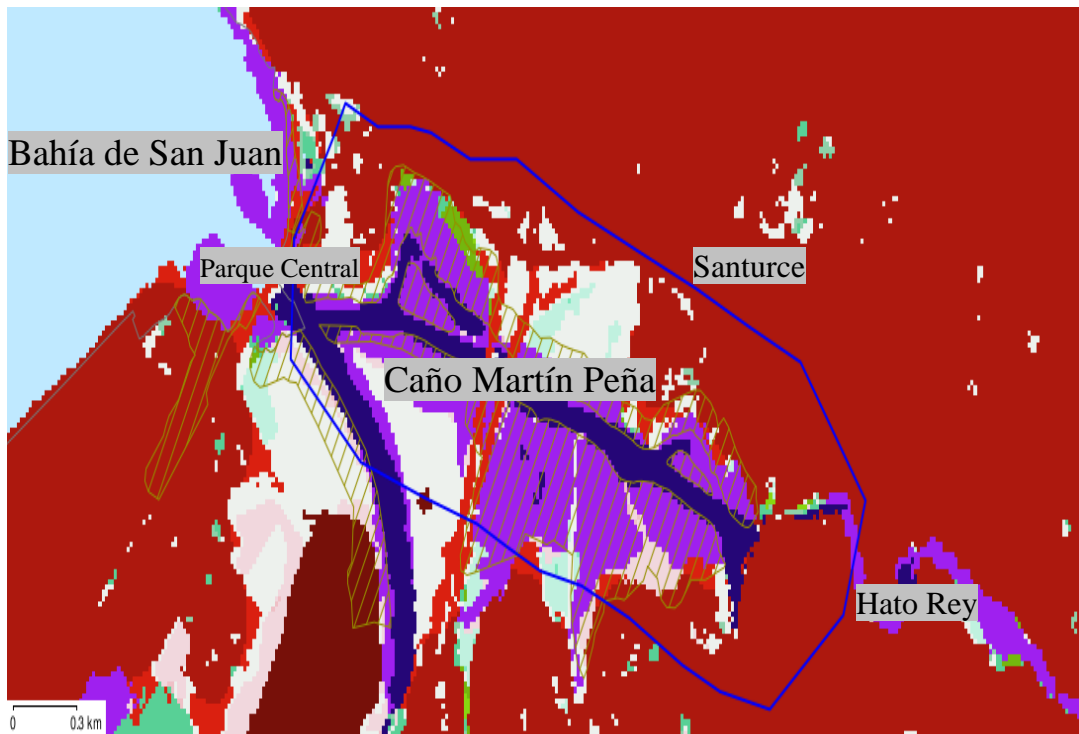 Bahía de San Juan
Parque Central
Santurce
Caño Martín Peña
Hato Rey
0 0.3 km